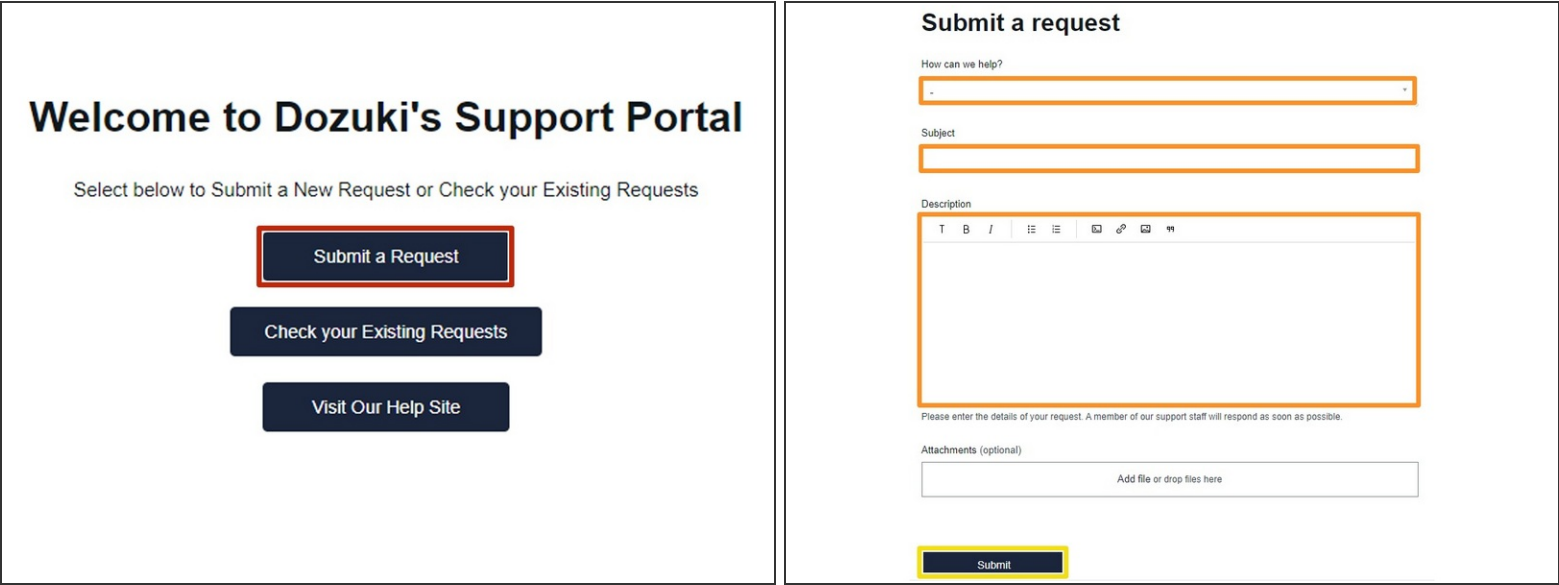 Welcome to Dozuki's Support Portal
Select below to Submit a New Request or Check your Existing Requests
Submit a Request
Check your Existing Requests
Visit Our Help Site
Submit a request
How can we help?
-
Subject
Description
T B I
Please enter the details of your request. A member of our support staff will respond as soon as possible.
Attachments (optional)
Add file or drop files here
Submit